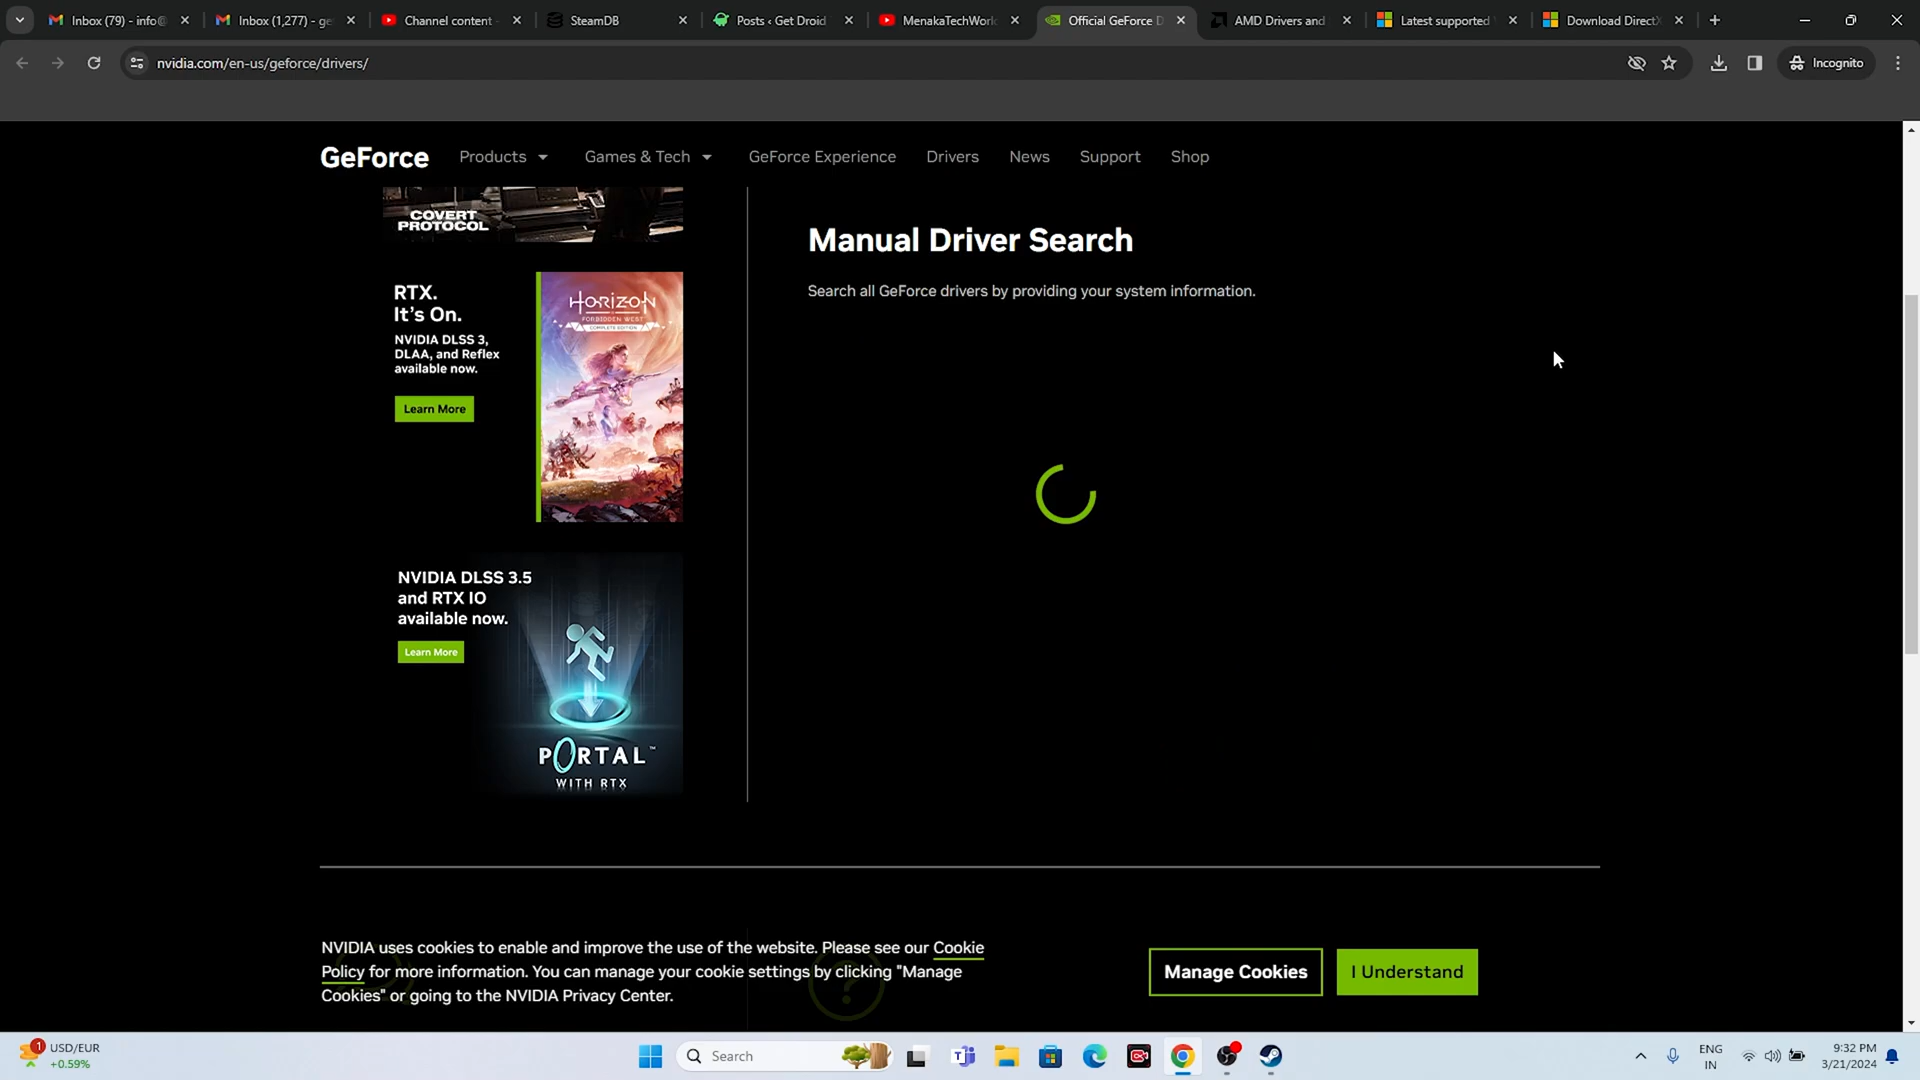 Inbox (79) - info@
Inbox (1,277) - ge
Channel content -
SteamDB
Posts ‹ Get Droid
MenakaTechWorl
Official GeForce D
AMD Drivers and
Latest supported
Download DirectX
nvidia.com/en-us/geforce/drivers/
Incognito
GeForce
Products
Games & Tech
GeForce Experience
Drivers
News
Support
Shop
COVERT
PROTOCOL
RTX.
It's On.
NVIDIA DLSS 3,
DLAA, and Reflex
available now.
Learn More
HORIZON
FORBIDDEN WEST
COMPLETE EDITION
NVIDIA DLSS 3.5
and RTX IO
available now.
Learn More
PORTAL™
WITH RTX
Manual Driver Search
Search all GeForce drivers by providing your system information.
NVIDIA uses cookies to enable and improve the use of the website. Please see our Cookie
Policy for more information. You can manage your cookie settings by clicking "Manage
Cookies" or going to the NVIDIA Privacy Center.
Manage Cookies
I Understand
1
USD/EUR
+0.59%
Search
ENG
IN
9:32 PM
3/21/2024